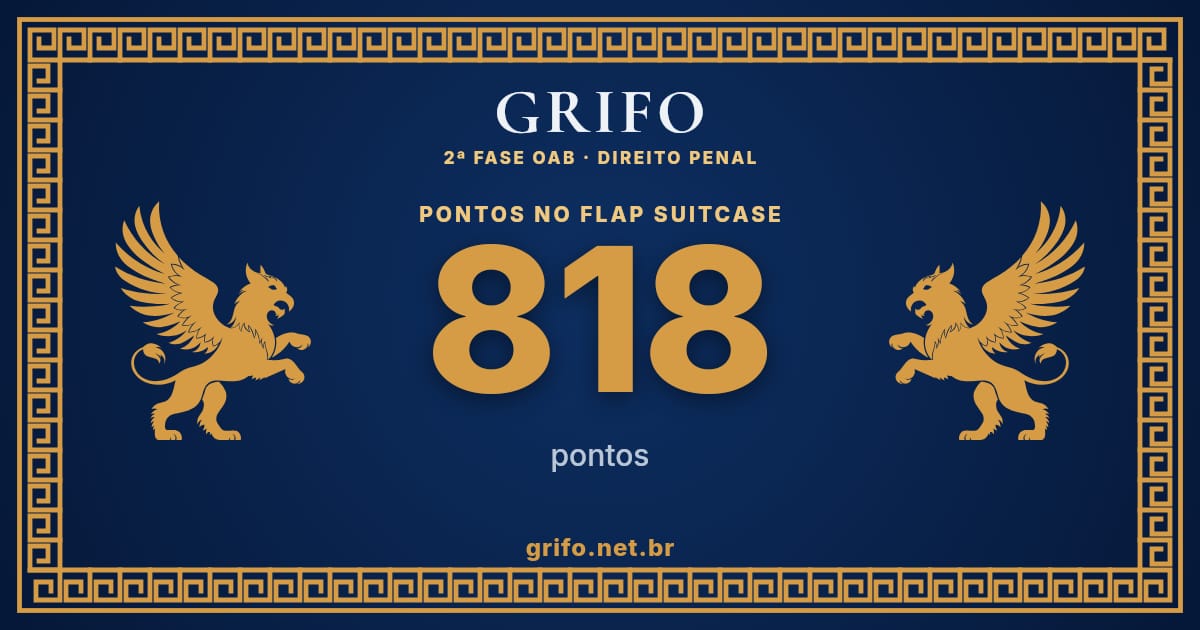 GRIFO
2ª FASE OAB · DIREITO PENAL
PONTOS NO FLAP SUITCASE
818
pontos
grifo.net.br